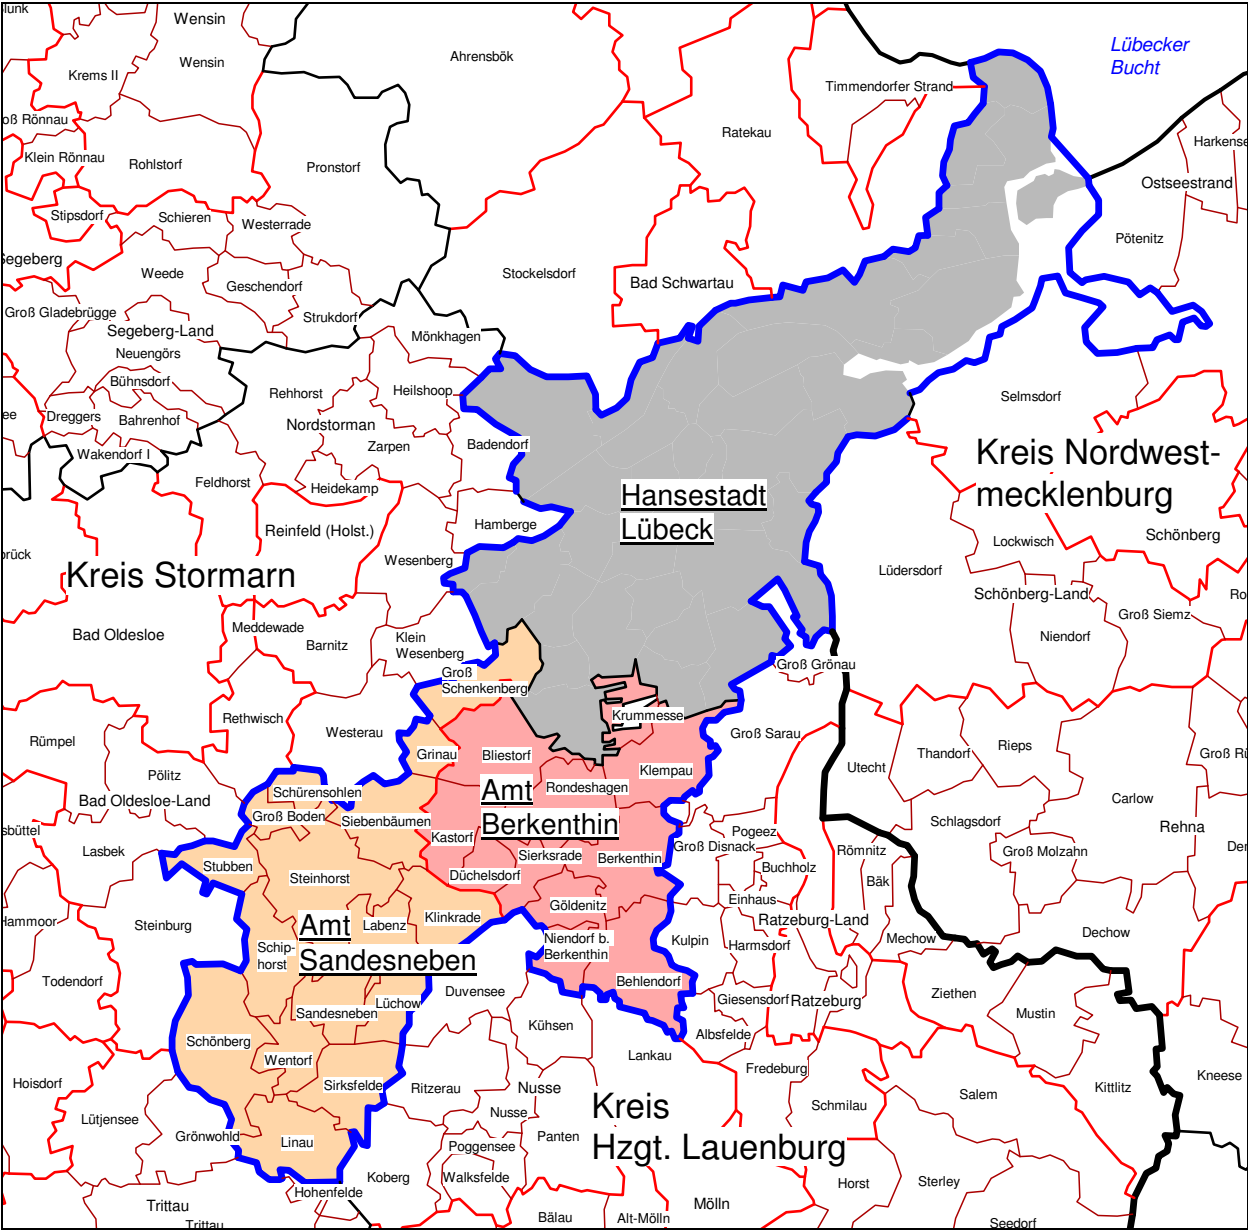 Wensin
Wensin
Krems II
Klein Rönnau
Rohlstorf
Stipsdorf
Schieren
Westerrade
Segeberg
Weede
Geschendorf
Groß Gladebrügge
Segeberg-Land
Strukdorf
Neuengörs
Bühnsdorf
Dreggers
Bahrenhof
Wakendorf I
Pronstorf
Ahrensbök
Stockelsdorf
Ratekau
Timmendorfer Strand
Bad Schwartau
Lübecker
Bucht
Harkense
Ostseestrand
Pötenitz
Mönkhagen
Rehhorst
Heilshoop
Nordstorman
Zarpen
Badendorf
Feldhorst
Heidekamp
Reinfeld (Holst.)
Hamberge
Wesenberg
Kreis Stormarn
Hansestadt
Lübeck
Selmsdorf
Kreis Nordwest-
mecklenburg
Schönberg
Lockwisch
Lüdersdorf
Schönberg-Land
Groß Siemz
Niendorf
Bad Oldesloe
Meddewade
Barnitz
Klein
Wesenberg
Groß
Schenkenberg
Groß Grönau
Rethwisch
Westerau
Rümpel
Pölitz
Bad Oldesloe-Land
Lasbek
Grinau
Bliestorf
Krummesse
Klempau
Groß Sarau
Utecht
Thandorf
Rieps
Carlow
Rehna
Schürensohlen
Groß Boden
Siebenbäumen
Amt
Berkenthin
Rondeshagen
Kastorf
Sierksrade
Berkenthin
Düchelsdorf
Göldenitz
Niendorf b.
Berkenthin
Behlendorf
Stubben
Steinhorst
Labenz
Klinkrade
Amt
Sandesneben
Schip-
horst
Lüchow
Sandesneben
Schönberg
Wentorf
Sirksfelde
Linau
Steinburg
Hammoor
Todendorf
Hoisdorf
Lütjensee
Grönwohld
Trittau
Trittau
Hohenfelde
Koberg
Duvensee
Kühsen
Ritzerau
Nusse
Nusse
Poggensee
Walksfelde
Panten
Bälau
Alt-Mölln
Mölln
Lankau
Kreis
Hzgt. Lauenburg
Groß Disnack
Pogeez
Buchholz
Einhaus
Ratzeburg-Land
Kulpin
Harmsdorf
Giesensdorf
Ratzeburg
Albsfelde
Fredeburg
Schmilau
Horst
Römnitz
Bäk
Mechow
Schlagsdorf
Groß Molzahn
Dechow
Ziethen
Mustin
Salem
Kittlitz
Kneese
Sterley
Seedorf